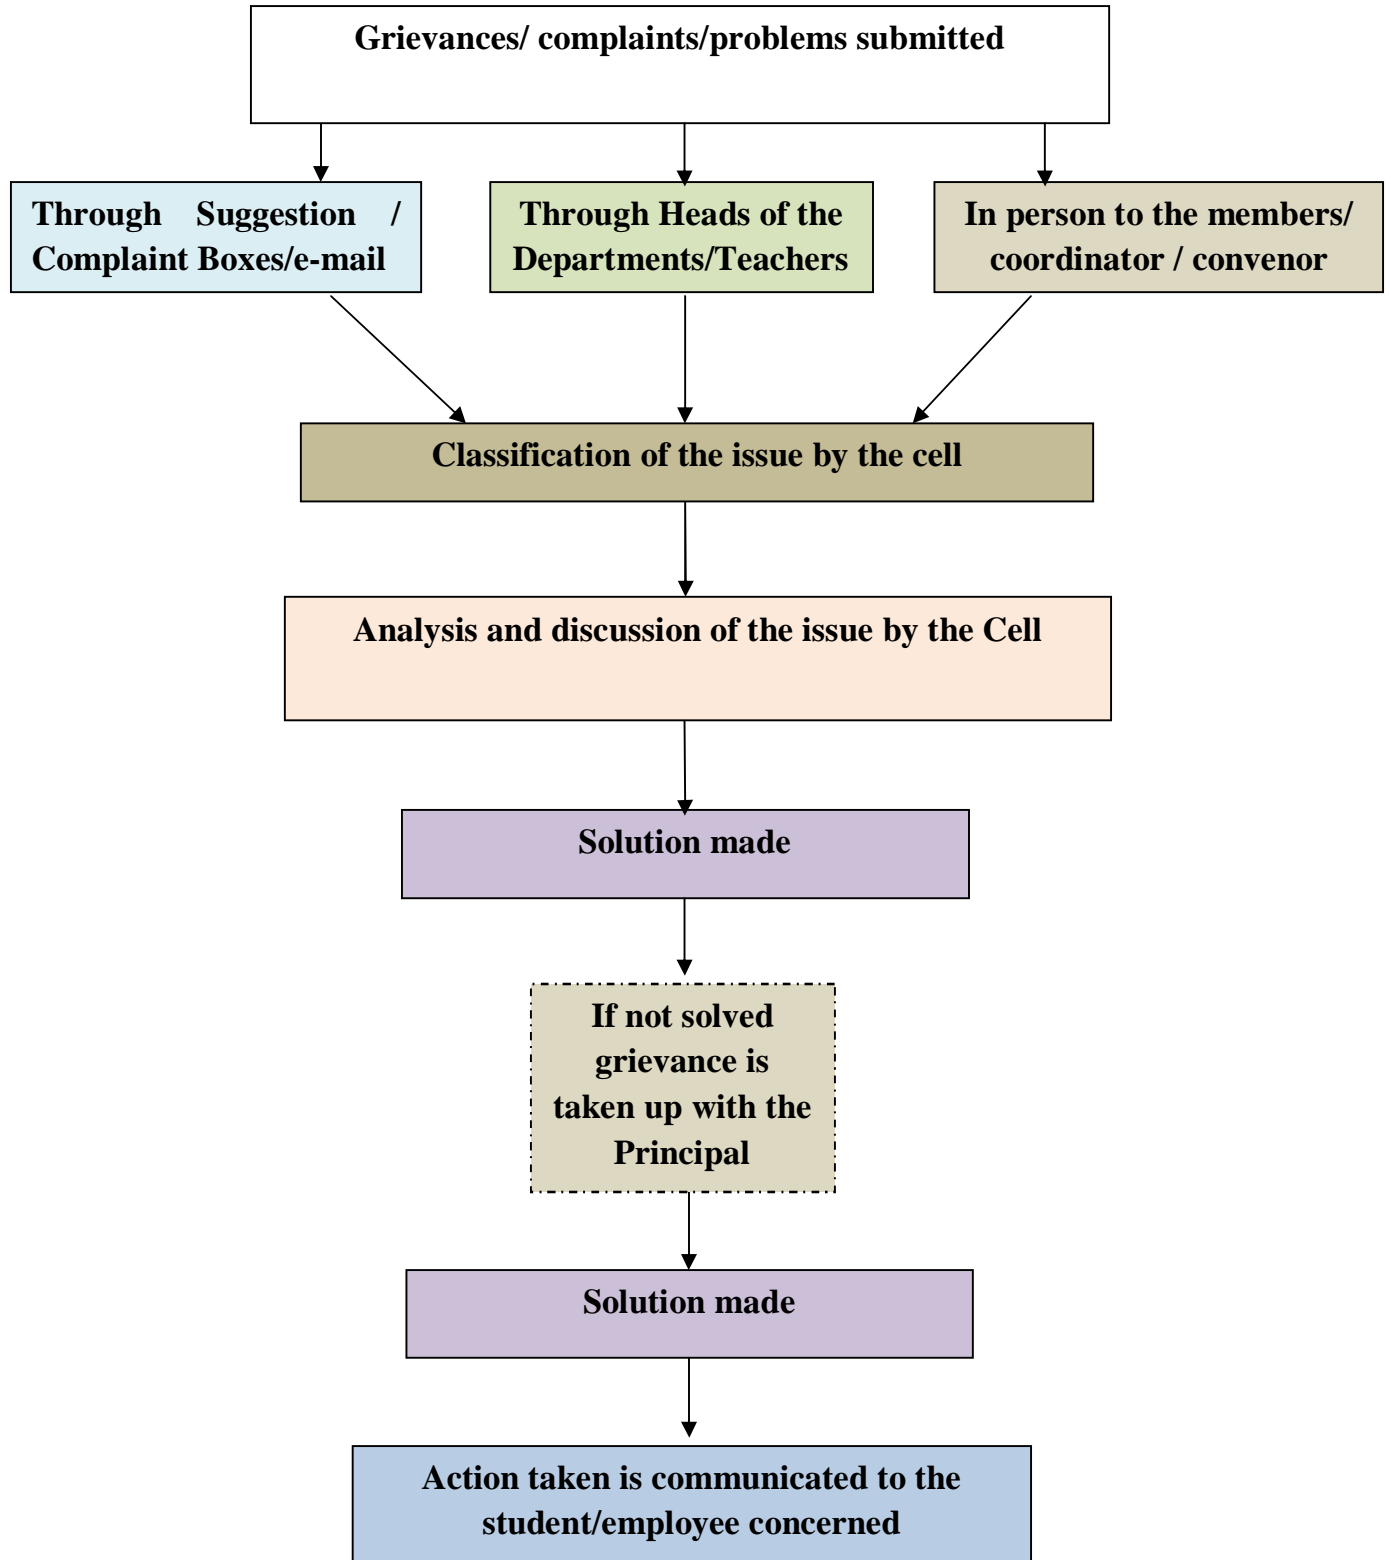 Grievances/ complaints/problems submitted
Through Suggestion /
Complaint Boxes/e-mail
Through Heads of the
Departments/Teachers
In person to the members/
coordinator / convenor
Classification of the issue by the cell
Analysis and discussion of the issue by the Cell
Solution made
If not solved
grievance is
taken up with the
Principal
Solution made
Action taken is communicated to the
student/employee concerned